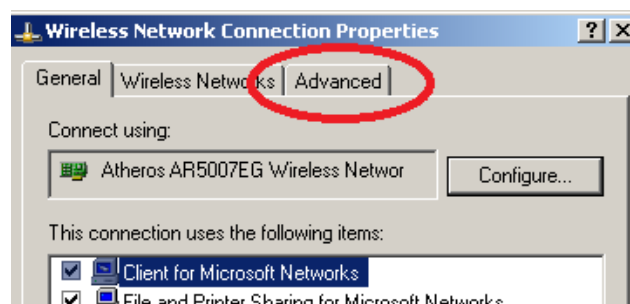 Wireless Network Connection Properties
General Wireless Networks Advanced
Connect using:
Atheros AR5007EG Wireless Networ Configure...
This connection uses the following items:
Client for Microsoft Networks
File and Printer Sharing for Microsoft Networks